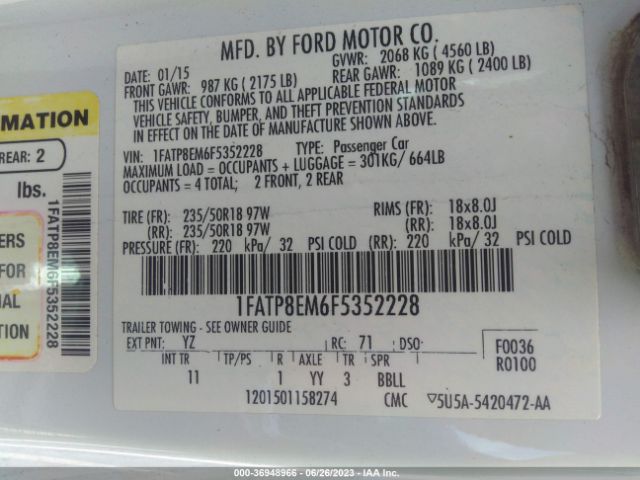 MFD. BY FORD MOTOR CO.
DATE: 01/15
GVWR: 2068 KG ( 4560 LB)
FRONT GAWR: 987 KG ( 2175 LB)
REAR GAWR: 1089 KG ( 2400 LB)
THIS VEHICLE CONFORMS TO ALL APPLICABLE FEDERAL MOTOR
VEHICLE SAFETY, BUMPER, AND THEFT PREVENTION STANDARDS
IN EFFECT ON THE DATE OF MANUFACTURE SHOWN ABOVE.
VIN: 1FATP8EM6F5352228
TYPE: Passenger Car
MAXIMUM LOAD = OCCUPANTS + LUGGAGE = 301KG/ 664LB
OCCUPANTS = 4 TOTAL; 2 FRONT, 2 REAR
TIRE (FR): 235/50R18 97W RIMS (FR): 18x8.0J
(RR): 235/50R18 97W (RR): 18x8.0J
PRESSURE (FR): 220 kPa/ 32 PSI COLD (RR): 220 kPa/ 32 PSI COLD
1FATP8EM6F5352228
TRAILER TOWING - SEE OWNER GUIDE
EXT PNT: YZ RC: 71 DSO:
F0036
R0100
INT TR TP/PS R AXLE TR SPR
11 1 YY 3 BBLL
1201501158274 CMC ▽5U5A-5420472-AA
RMATION
REAR: 2
lbs.
ERS
FOR
IAL
TION
1FATP8EM6F5352228
000-36948966 - 06/26/2023 - IAA Inc.